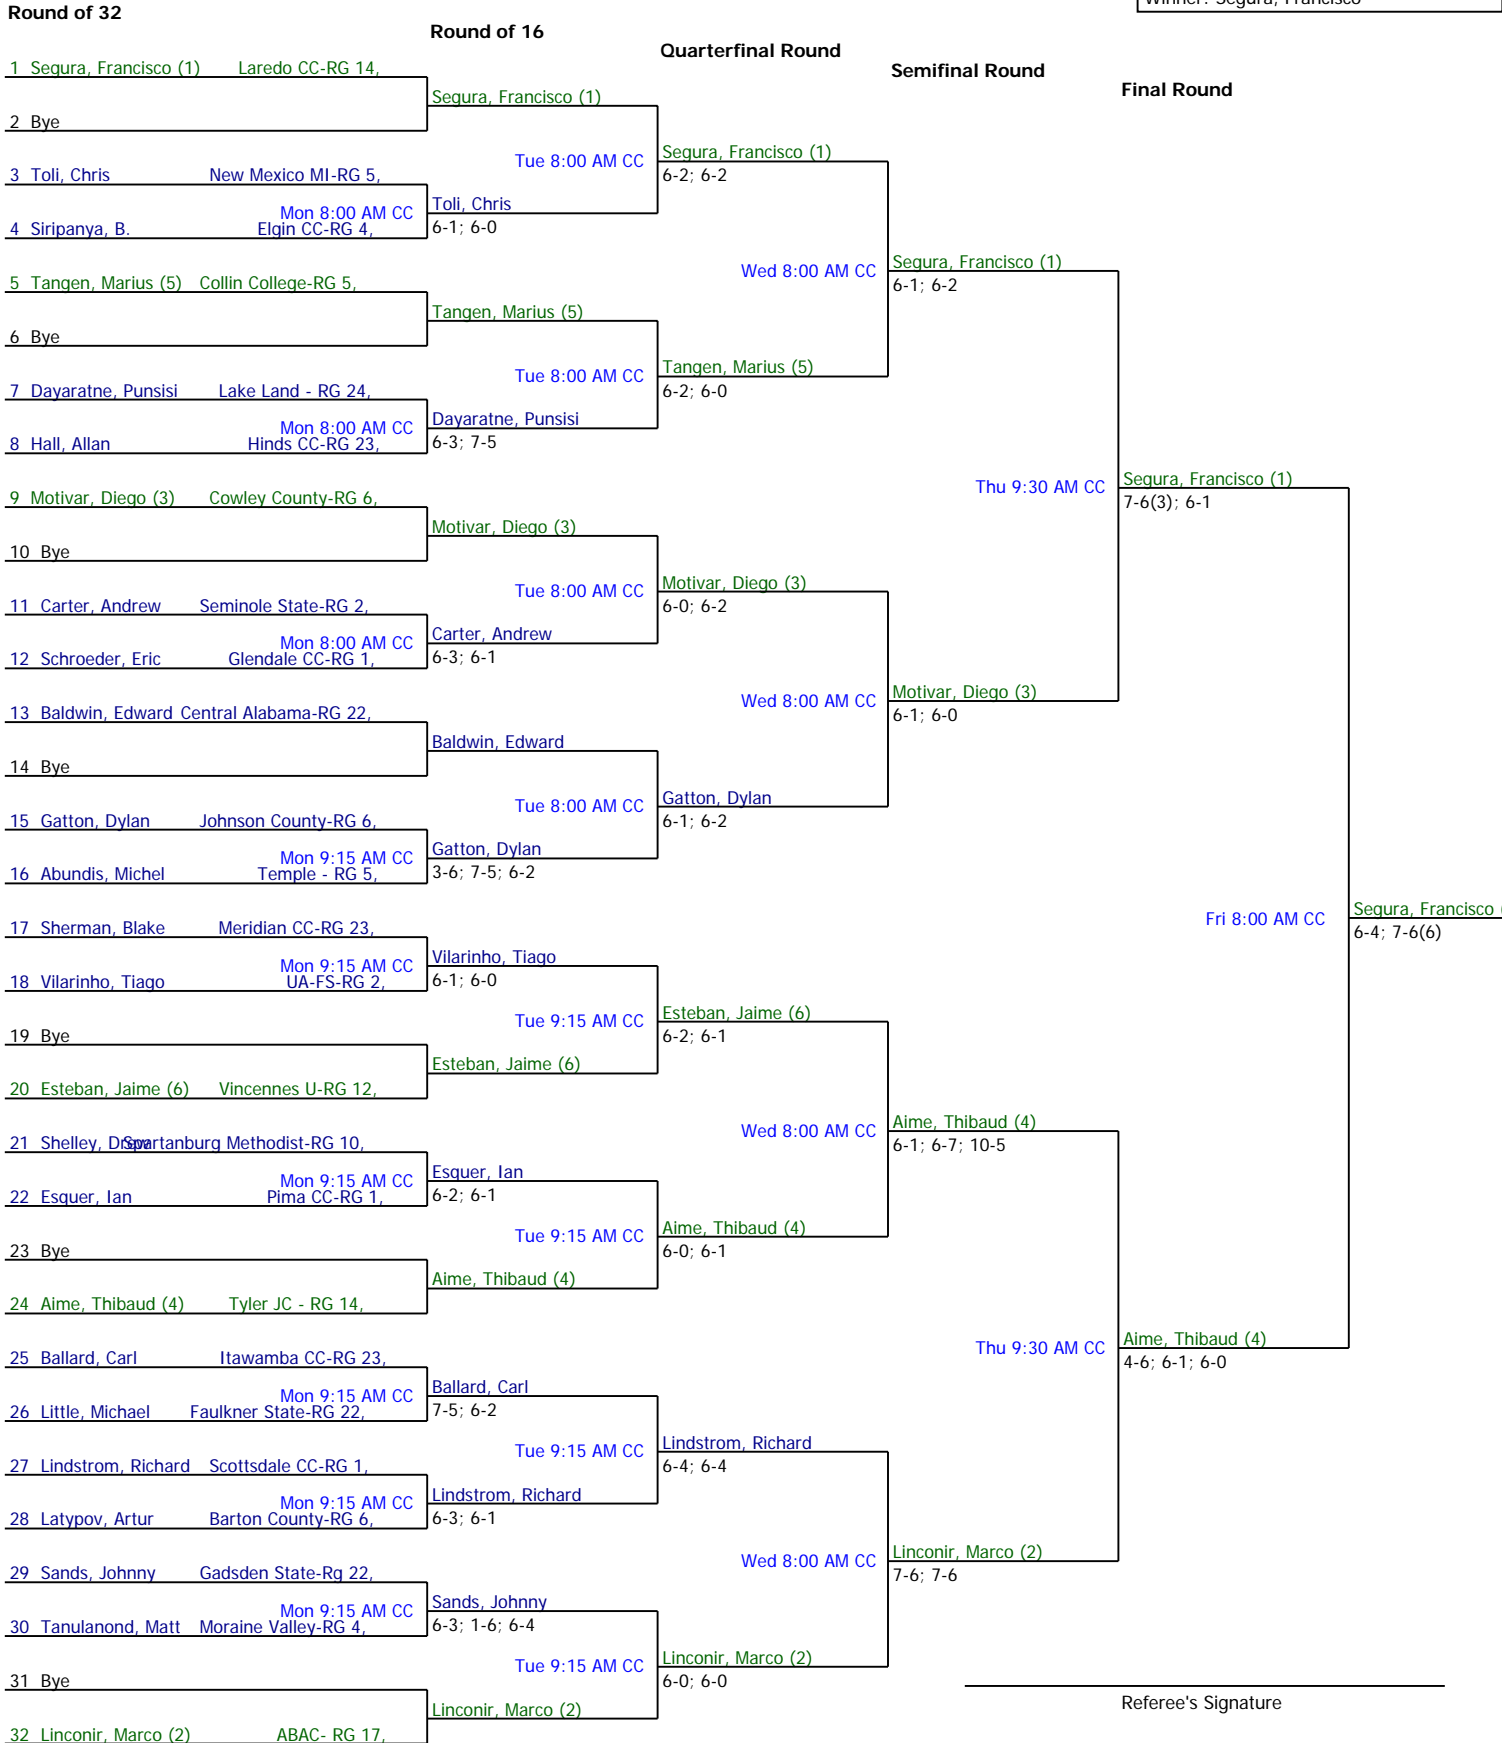 Winner: Segura, Francisco
Round of 32
Round of 16
Quarterfinal Round
Semifinal Round
Final Round
1 Segura, Francisco (1) Laredo CC-RG 14,
2 Bye
3 Toli, Chris New Mexico MI-RG 5,
Mon 8:00 AM CC
4 Siripanya, B. Elgin CC-RG 4,
5 Tangen, Marius (5) Collin College-RG 5,
6 Bye
7 Dayaratne, Punsisi Lake Land - RG 24,
Mon 8:00 AM CC
8 Hall, Allan Hinds CC-RG 23,
9 Motivar, Diego (3) Cowley County-RG 6,
10 Bye
11 Carter, Andrew Seminole State-RG 2,
Mon 8:00 AM CC
12 Schroeder, Eric Glendale CC-RG 1,
13 Baldwin, Edward Central Alabama-RG 22,
14 Bye
15 Gatton, Dylan Johnson County-RG 6,
Mon 9:15 AM CC
16 Abundis, Michel Temple - RG 5,
17 Sherman, Blake Meridian CC-RG 23,
Mon 9:15 AM CC
18 Vilarinho, Tiago UA-FS-RG 2,
19 Bye
20 Esteban, Jaime (6) Vincennes U-RG 12,
21 Shelley, Drew Spartanburg Methodist-RG 10,
Mon 9:15 AM CC
22 Esquer, Ian Pima CC-RG 1,
23 Bye
24 Aime, Thibaud (4) Tyler JC - RG 14,
25 Ballard, Carl Itawamba CC-RG 23,
Mon 9:15 AM CC
26 Little, Michael Faulkner State-RG 22,
27 Lindstrom, Richard Scottsdale CC-RG 1,
Mon 9:15 AM CC
28 Latypov, Artur Barton County-RG 6,
29 Sands, Johnny Gadsden State-Rg 22,
Mon 9:15 AM CC
30 Tanulanond, Matt Moraine Valley-RG 4,
31 Bye
32 Linconir, Marco (2) ABAC- RG 17,
Segura, Francisco (1)
Tue 8:00 AM CC
Toli, Chris
6-1; 6-0
Tangen, Marius (5)
Tue 8:00 AM CC
Dayaratne, Punsisi
6-3; 7-5
Motivar, Diego (3)
Tue 8:00 AM CC
Carter, Andrew
6-3; 6-1
Baldwin, Edward
Tue 8:00 AM CC
Gatton, Dylan
3-6; 7-5; 6-2
Vilarinho, Tiago
6-1; 6-0
Tue 9:15 AM CC
Esteban, Jaime (6)
Esquer, Ian
6-2; 6-1
Tue 9:15 AM CC
Aime, Thibaud (4)
Ballard, Carl
7-5; 6-2
Tue 9:15 AM CC
Lindstrom, Richard
6-3; 6-1
Sands, Johnny
6-3; 1-6; 6-4
Tue 9:15 AM CC
Linconir, Marco (2)
Segura, Francisco (1)
6-2; 6-2
Wed 8:00 AM CC
Tangen, Marius (5)
6-2; 6-0
Motivar, Diego (3)
6-0; 6-2
Wed 8:00 AM CC
Gatton, Dylan
6-1; 6-2
Esteban, Jaime (6)
6-2; 6-1
Wed 8:00 AM CC
Aime, Thibaud (4)
6-0; 6-1
Lindstrom, Richard
6-4; 6-4
Wed 8:00 AM CC
Linconir, Marco (2)
6-0; 6-0
Segura, Francisco (1)
6-1; 6-2
Thu 9:30 AM CC
Motivar, Diego (3)
6-1; 6-0
Aime, Thibaud (4)
6-1; 6-7; 10-5
Thu 9:30 AM CC
Linconir, Marco (2)
7-6; 7-6
Segura, Francisco (1)
7-6(3); 6-1
Fri 8:00 AM CC
Aime, Thibaud (4)
4-6; 6-1; 6-0
Segura, Francisco
6-4; 7-6(6)
Referee's Signature